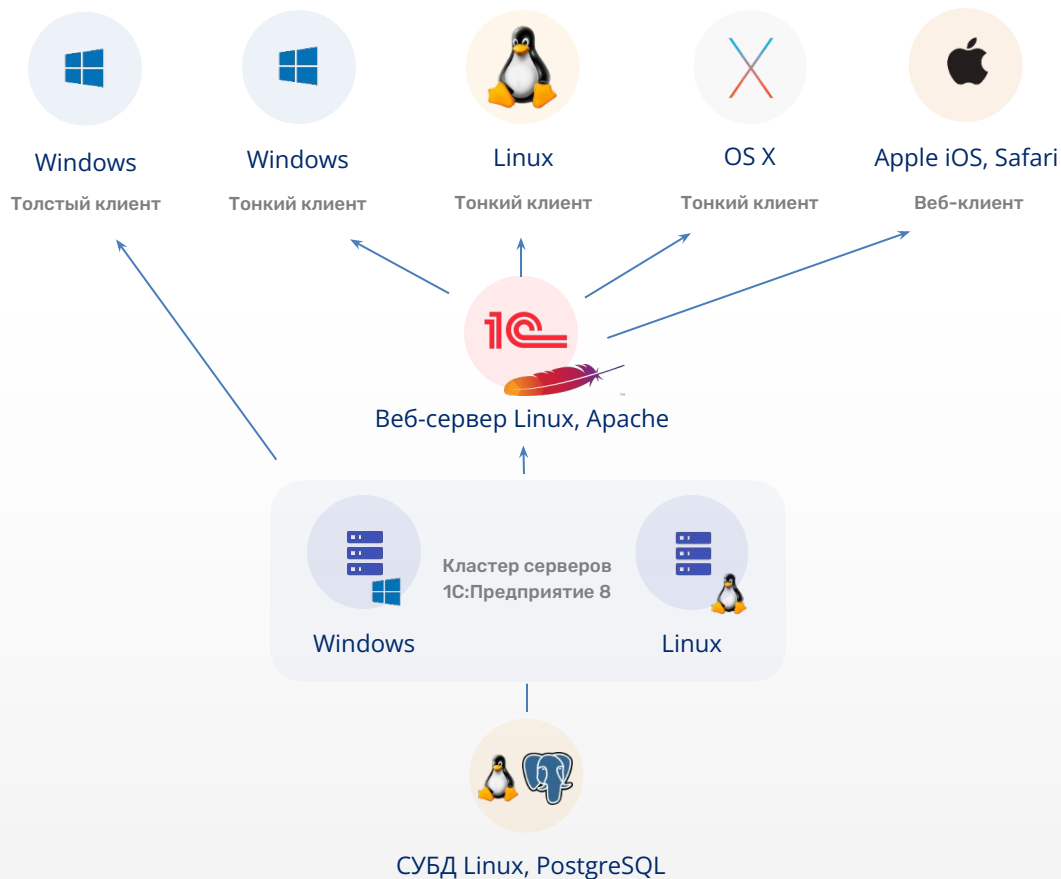 Windows
Windows
Linux
OS X
Apple iOS, Safari
Толстый клиент
Тонкий клиент
Тонкий клиент
Тонкий клиент
Веб-клиент
1С
Веб-сервер Linux, Apache
Кластер серверов
1С:Предприятие 8
Windows
Linux
СУБД Linux, PostgreSQL